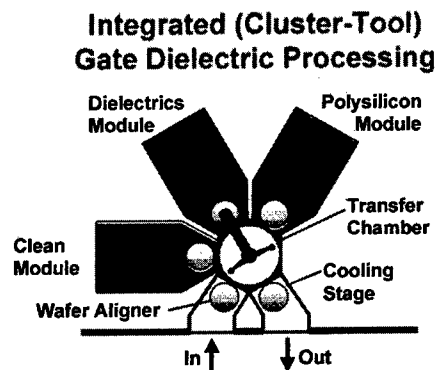 Integrated (Cluster-Tool)
Gate Dielectric Processing
Dielectrics
Module
Polysilicon
Module
Transfer
Chamber
Clean
Module
Cooling
Stage
Wafer Aligner
In
Out